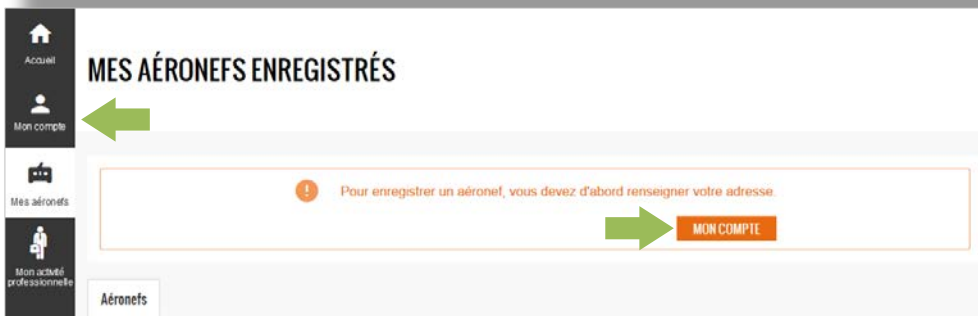 Accueil
Mon compte
Mes aéronefs
Mon activité
professionnelle
MES AÉRONEFS ENREGISTRÉS
Pour enregistrer un aéronef, vous devez d'abord renseigner votre adresse.
MON COMPTE
Aéronefs